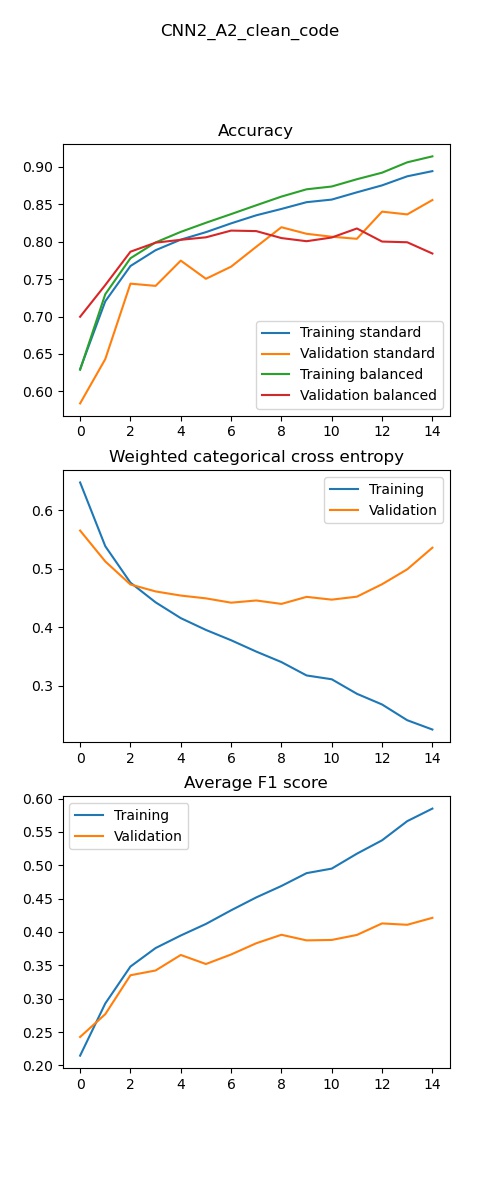 CNN2_A2_clean_code
Accuracy
0.90
0.85
0.80
0.75
0.70
0.65
0.60
Training standard
Validation standard
Training balanced
Validation balanced
0 2 4 6 8 10 12 14
Weighted categorical cross entropy
0.6
0.5
0.4
0.3
Training
Validation
0 2 4 6 8 10 12 14
Average F1 score
0.60
0.55
0.50
0.45
0.40
0.35
0.30
0.25
0.20
Training
Validation
0 2 4 6 8 10 12 14